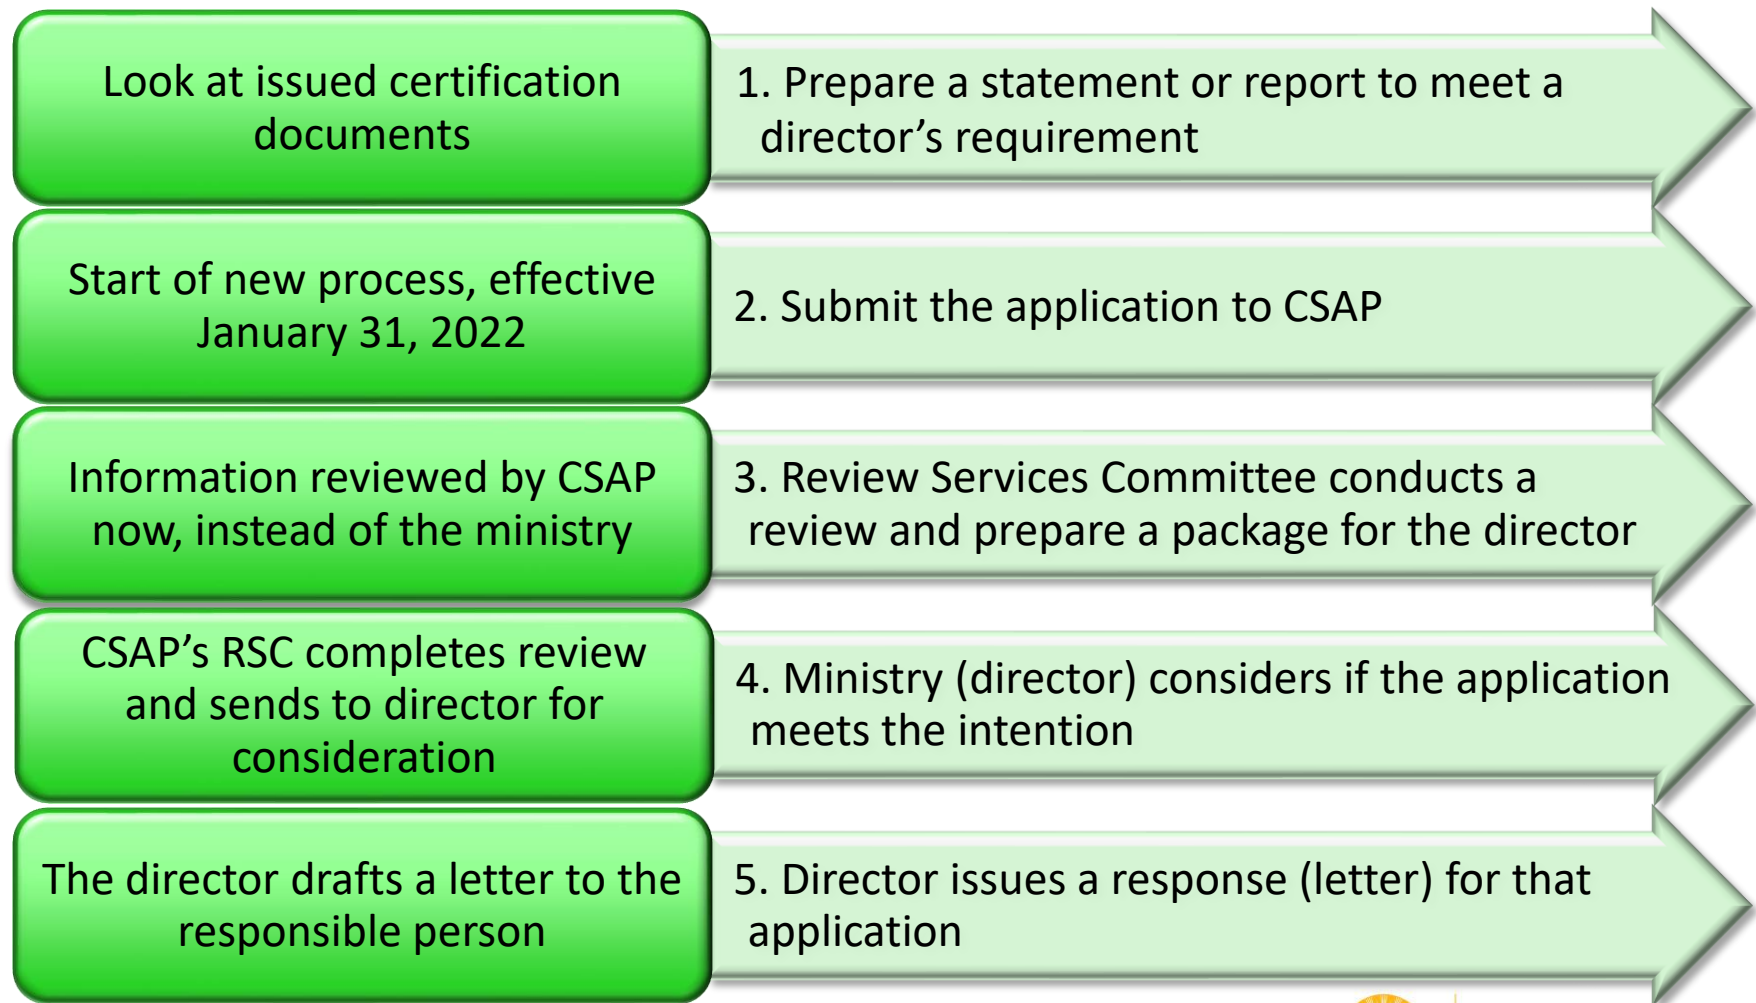 Look at issued certification
documents
1. Prepare a statement or report to meet a
director’s requirement
Start of new process, effective
January 31, 2022
2. Submit the application to CSAP
Information reviewed by CSAP
now, instead of the ministry
3. Review Services Committee conducts a
review and prepare a package for the director
CSAP’s RSC completes review
and sends to director for
consideration
4. Ministry (director) considers if the application
meets the intention
The director drafts a letter to the
responsible person
5. Director issues a response (letter) for that
application